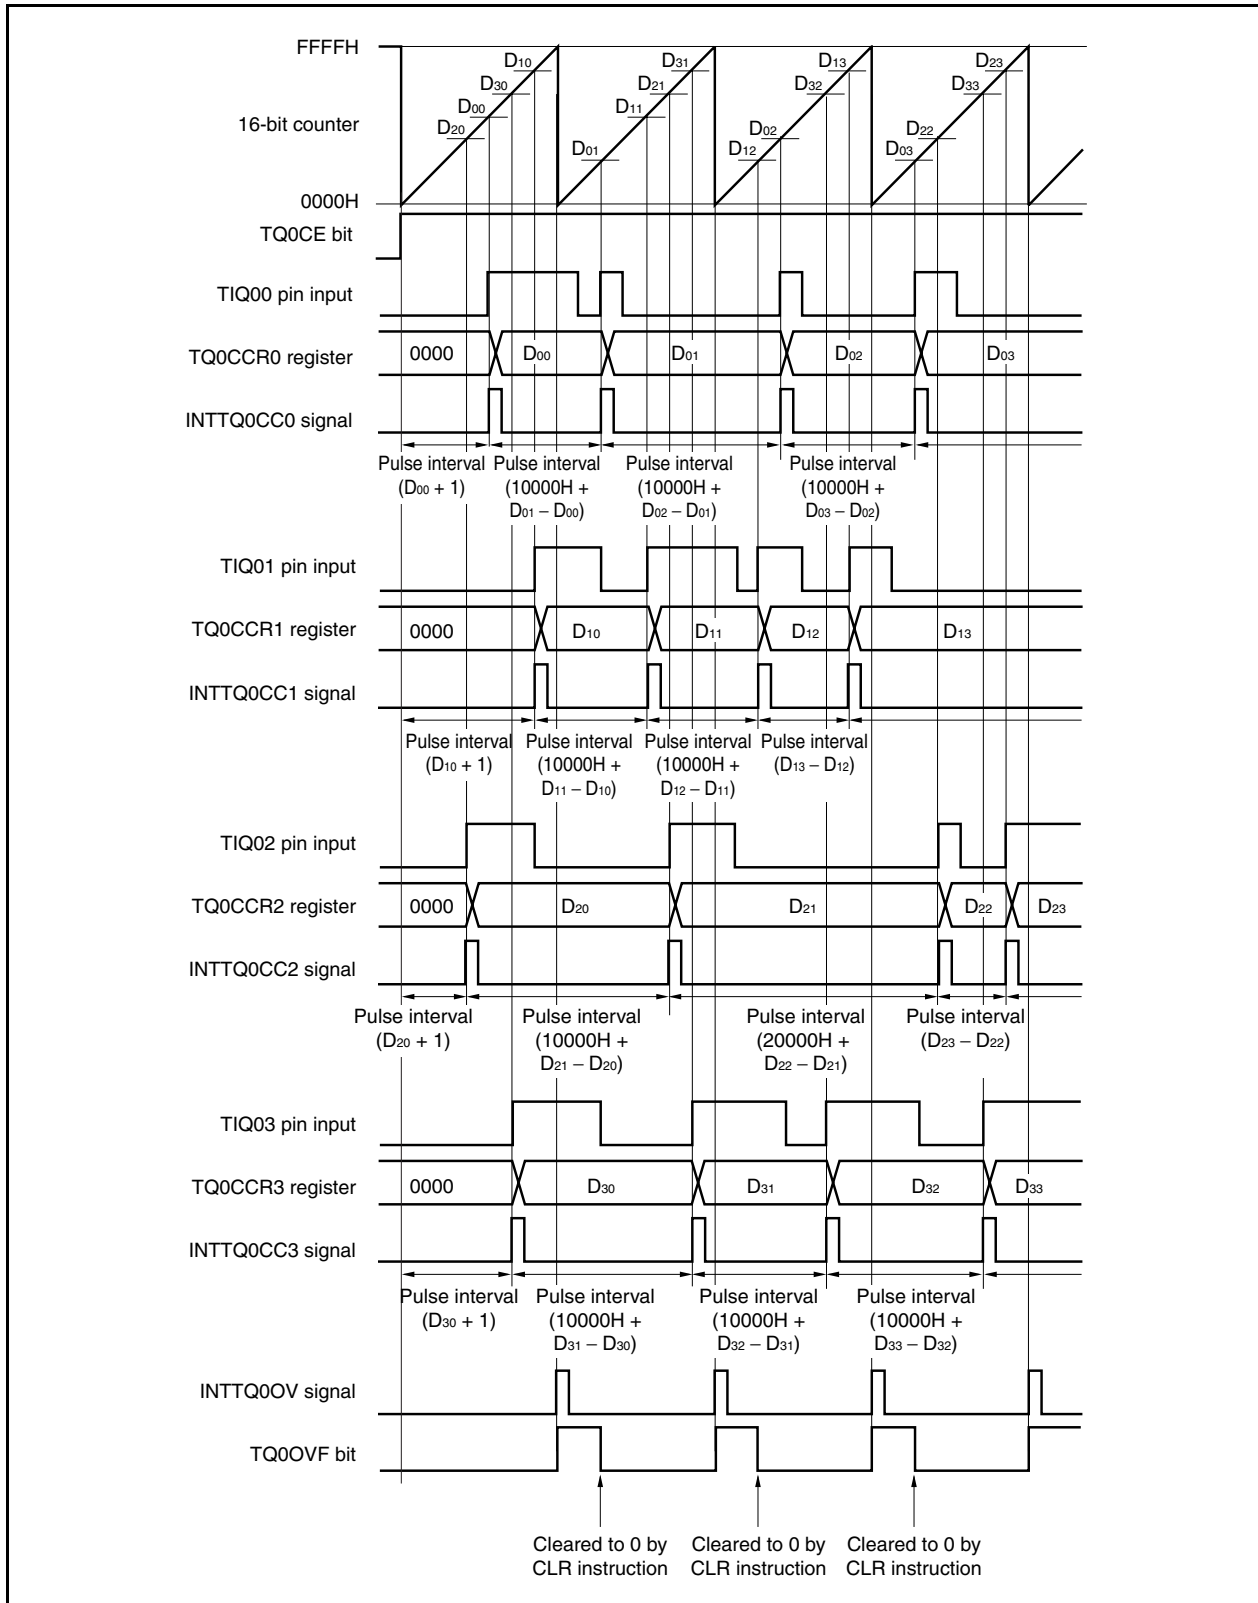 FFFFH
16-bit counter
0000H
D20 D00 D30 D10
D01 D11 D21 D31
D12 D02 D32 D13
D03 D22 D33 D23
TQ0CE bit
TIQ00 pin input
TQ0CCR0 register 0000 D00 D01 D02 D03
INTTQ0CC0 signal
Pulse interval Pulse interval Pulse interval Pulse interval
(D00 + 1) (10000H + (10000H + (10000H +
D01 – D00) D02 – D01) D03 – D02)
TIQ01 pin input
TQ0CCR1 register 0000 D10 D11 D12 D13
INTTQ0CC1 signal
Pulse interval Pulse interval Pulse interval Pulse interval
(D10 + 1) (10000H + (10000H + (D13 – D12)
D11 – D10) D12 – D11)
TIQ02 pin input
TQ0CCR2 register 0000 D20 D21 D22 D23
INTTQ0CC2 signal
Pulse interval Pulse interval Pulse interval Pulse interval
(D20 + 1) (10000H + (20000H + (D23 – D22)
D21 – D20) D22 – D21)
TIQ03 pin input
TQ0CCR3 register 0000 D30 D31 D32 D33
INTTQ0CC3 signal
Pulse interval Pulse interval Pulse interval Pulse interval
(D30 + 1) (10000H + (10000H + (10000H +
D31 – D30) D32 – D31) D33 – D32)
INTTQ0OV signal
TQ0OVF bit
Cleared to 0 by Cleared to 0 by Cleared to 0 by
CLR instruction CLR instruction CLR instruction